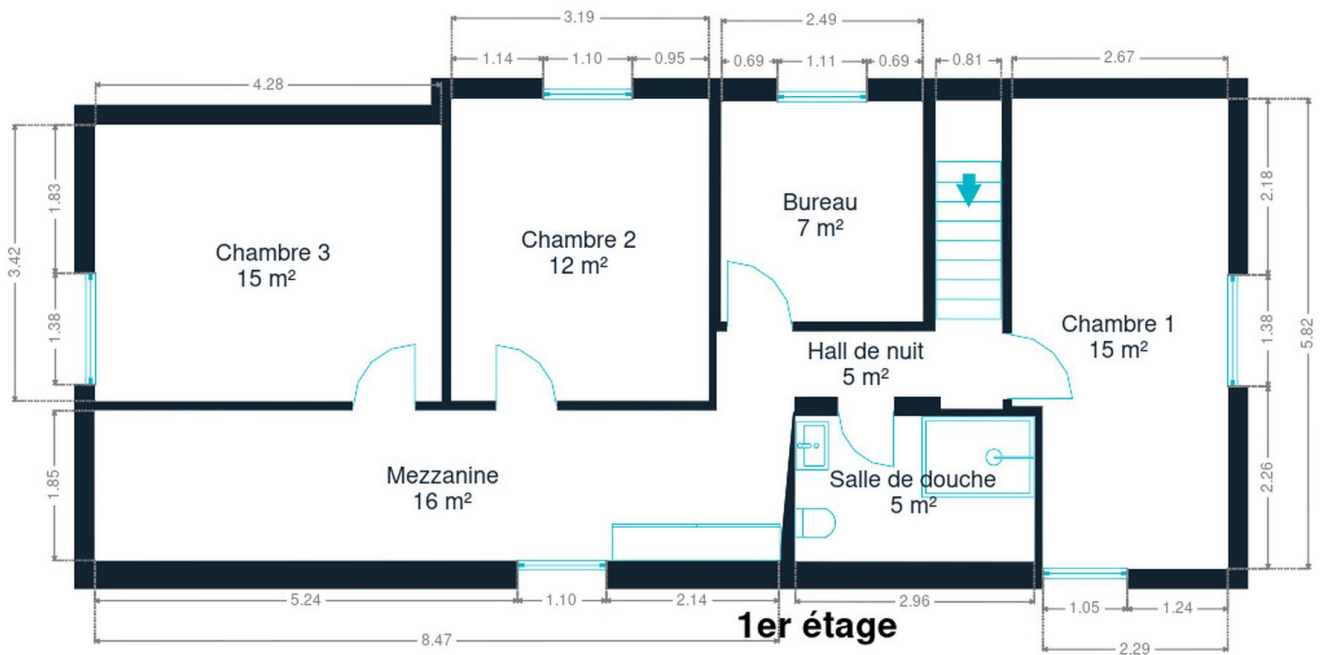 3.19
2.49
1.14
1.10
0.95
0.69
1.11
0.69
0.81
2.67
4.28
3.42
1.83
1.38
1.85
2.18
1.38
2.26
5.82
Chambre 3
15 m²
Chambre 2
12 m²
Bureau
7 m²
Chambre 1
15 m²
Hall de nuit
5 m²
Mezzanine
16 m²
Salle de douche
5 m²
5.24
1.10
2.14
2.96
1.05
1.24
8.47
2.29
1er étage